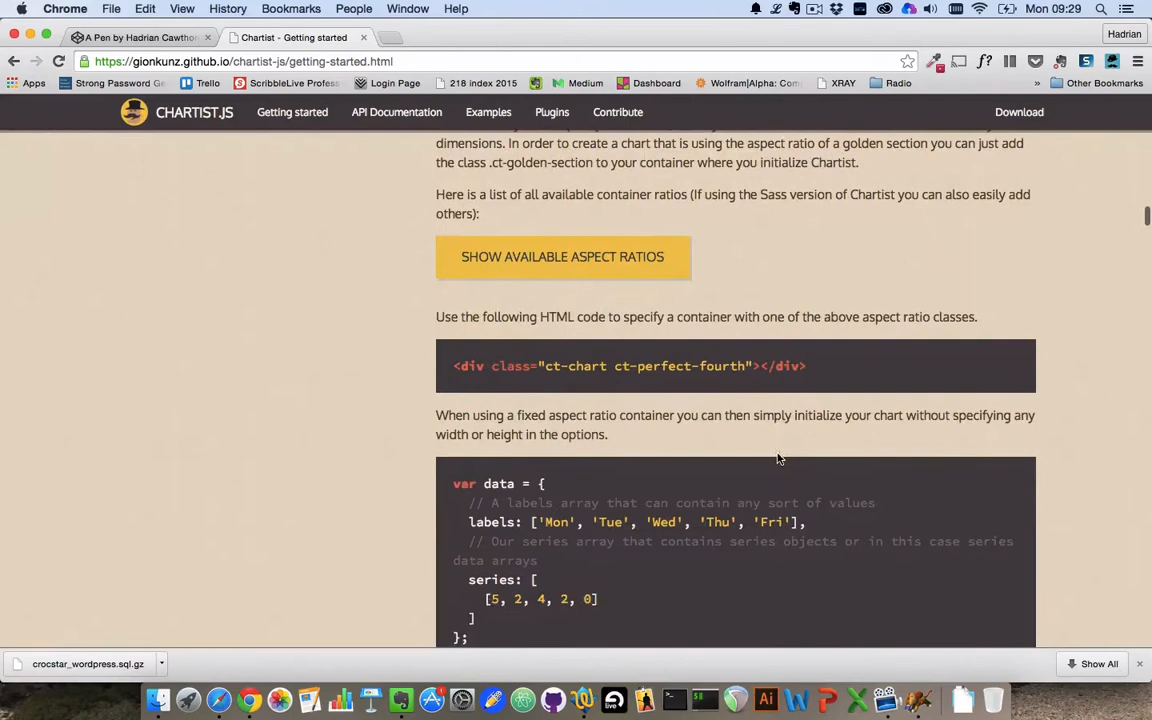 Chrome File Edit View History Bookmarks People Window Help Mon 09:29
A Pen by Hadrian Cawthor
Chartist - Getting started
Hadrian
https://gionkunz.github.io/chartist-js/getting-started.html
Apps Strong Password Ge Trello ScribbleLive Profess Login Page 218 index 2015 Medium Dashboard Wolfram|Alpha: Com XRAY Radio » Other Bookmarks
CHARTIST.JS Getting started API Documentation Examples Plugins Contribute Download
dimensions. In order to create a chart that is using the aspect ratio of a golden section you can just add
the class .ct-golden-section to your container where you initialize Chartist.
Here is a list of all available container ratios (If using the Sass version of Chartist you can also easily add
others):
SHOW AVAILABLE ASPECT RATIOS
Use the following HTML code to specify a container with one of the above aspect ratio classes.
<div class="ct-chart ct-perfect-fourth"></div>
When using a fixed aspect ratio container you can then simply initialize your chart without specifying any
width or height in the options.
var data = {
// A labels array that can contain any sort of values
labels: ['Mon', 'Tue', 'Wed', 'Thu', 'Fri'],
// Our series array that contains series objects or in this case series
data arrays
series: [
[5, 2, 4, 2, 0]
]
};
crocstar_wordpress.sql.gz
Show All